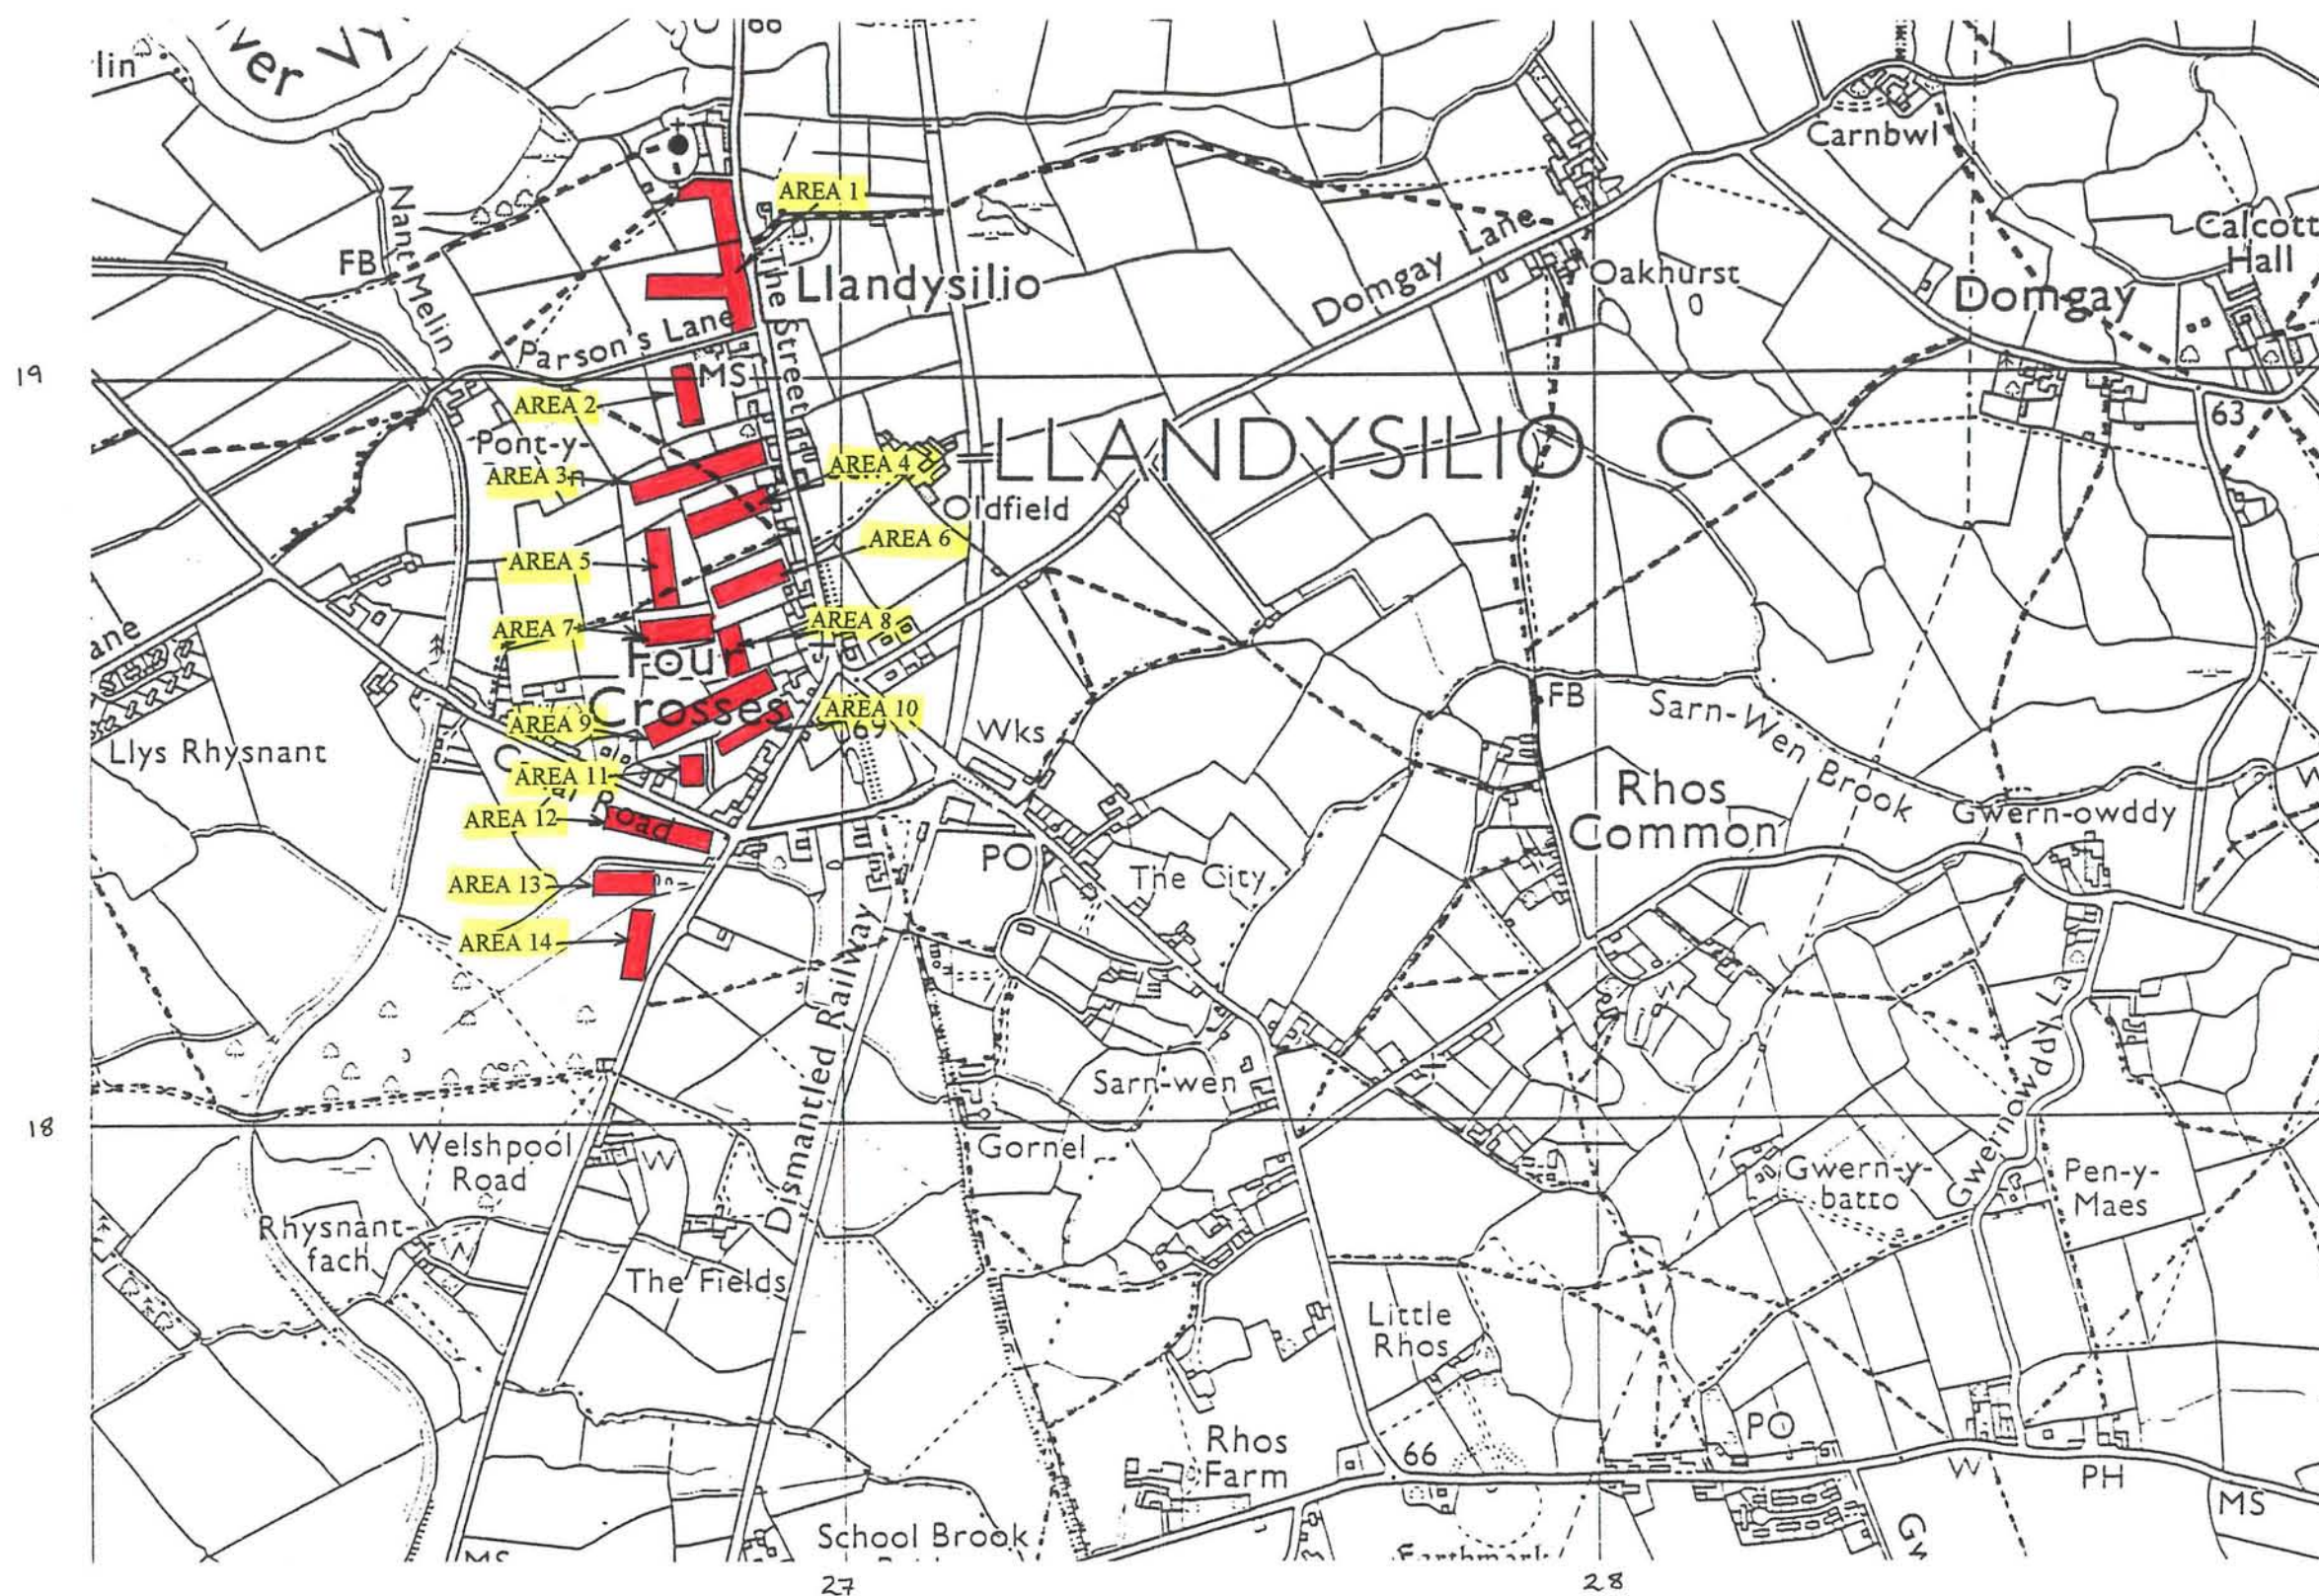 lin
ver Vy
66
Carnbwl
AREA 1
Nant Melin
FB
The Street
Llandysilio
Domgay Lane
Oakhurst
Domgay
Calcott
Hall
Parson's Lane
19
MS
AREA 2
63
Pont-y-
AREA 3
AREA 4
LLANDYSILIO C
Oldfield
AREA 5
AREA 6
AREA 7
AREA 8
ane
Four
Crosses
AREA 9
AREA 10
69
Wks
FB
Sarn-Wen Brook
Llys Rhysnant
AREA 11
Road
AREA 12
Rhos
Common
Gwern-owddy
W
PO
The City
AREA 13
AREA 14
Dismantled Railway
Gwernowddy La
Sarn-wen
18
Welshpool
Road
W
Gornel
Gwern-y-
batto
Pen-y-
Maes
Rhysnant-
fach
The Fields
Little
Rhos
Rhos
Farm
66
PO
W
PH
MS
School Brook
MS
27
28